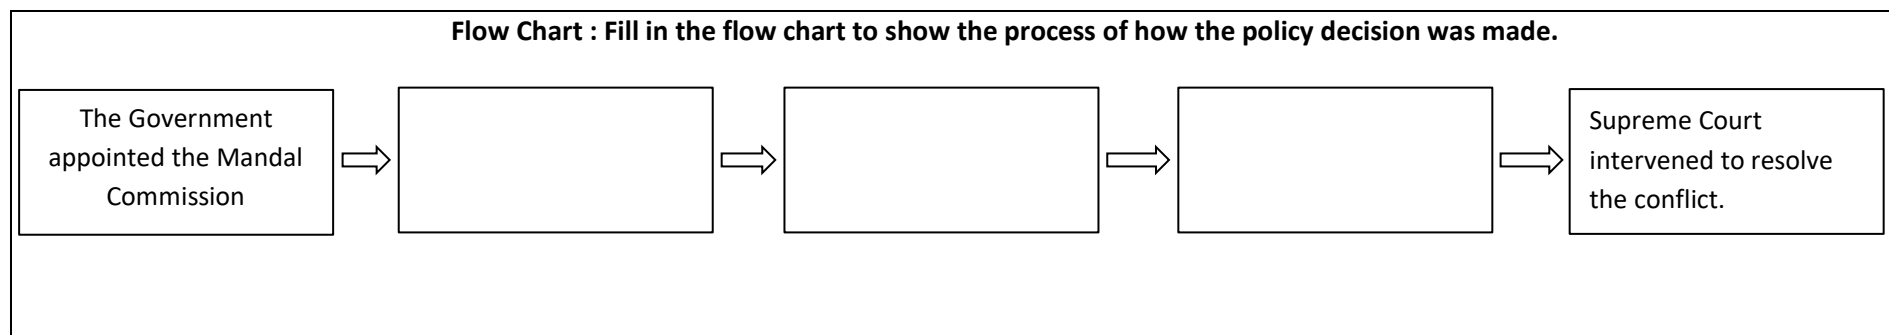 Flow Chart : Fill in the flow chart to show the process of how the policy decision was made.
The Government
appointed the Mandal
Commission
Supreme Court
intervened to resolve
the conflict.